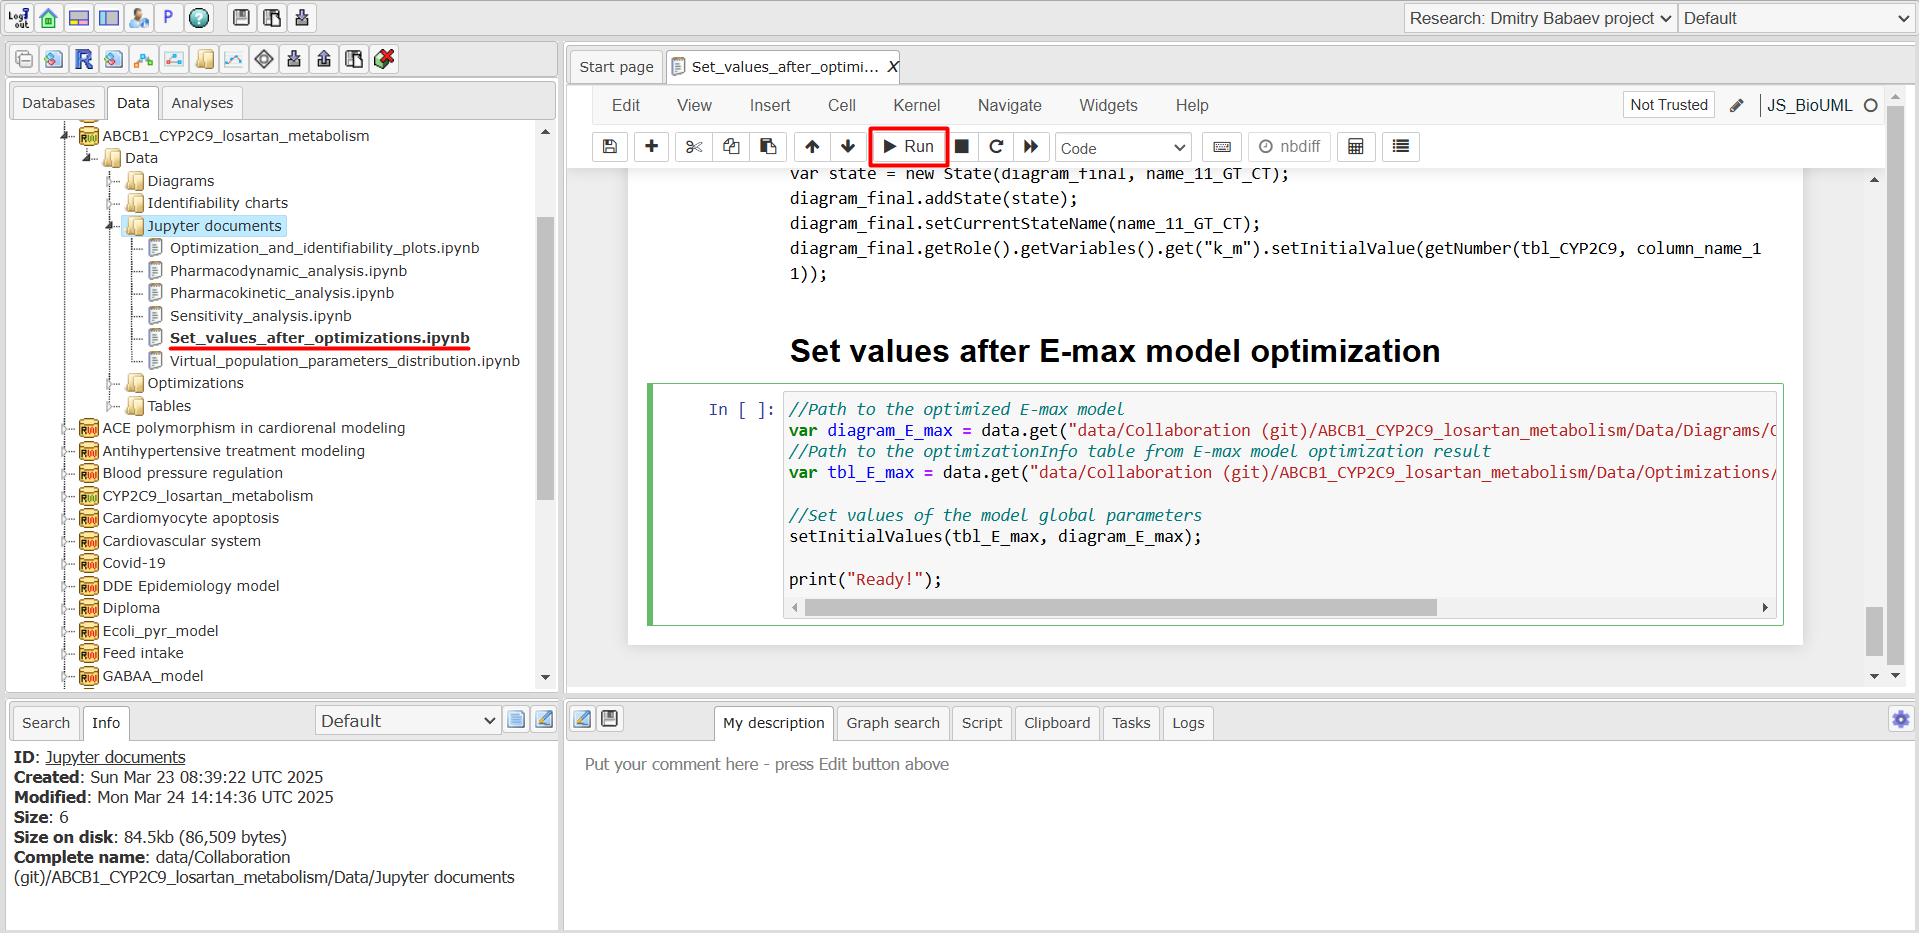 Research: Dmitry Babaev project
Default
Log
out
P
?
R
Databases
Data
Analyses
ABCB1_CYP2C9_losartan_metabolism
Data
Diagrams
Identifiability charts
Jupyter documents
Optimization_and_identifiability_plots.ipynb
Pharmacodynamic_analysis.ipynb
Pharmacokinetic_analysis.ipynb
Sensitivity_analysis.ipynb
Set_values_after_optimizations.ipynb
Virtual_population_parameters_distribution.ipynb
Optimizations
Tables
ACE polymorphism in cardiorenal modeling
Antihypertensive treatment modeling
Blood pressure regulation
CYP2C9_losartan_metabolism
Cardiomyocyte apoptosis
Cardiovascular system
Covid-19
DDE Epidemiology model
Diploma
Ecoli_pyr_model
Feed intake
GABAA_model
Search
Info
Default
ID: Jupyter documents
Created: Sun Mar 23 08:39:22 UTC 2025
Modified: Mon Mar 24 14:14:36 UTC 2025
Size: 6
Size on disk: 84.5kb (86,509 bytes)
Complete name: data/Collaboration
(git)/ABCB1_CYP2C9_losartan_metabolism/Data/Jupyter documents
Start page
Set_values_after_optimi... X
Edit View Insert Cell Kernel Navigate Widgets Help
Not Trusted
JS_BioUML
Run
Code
nbdiff
var state = new State(diagram_final, name_11_GT_CT);
diagram_final.addState(state);
diagram_final.setCurrentStateName(name_11_GT_CT);
diagram_final.getRole().getVariables().get("k_m").setInitialValue(getNumber(tbl_CYP2C9, column_name_1
1));
Set values after E-max model optimization
In [ ]:
//Path to the optimized E-max model
var diagram_E_max = data.get("data/Collaboration (git)/ABCB1_CYP2C9_losartan_metabolism/Data/Diagrams/
//Path to the optimizationInfo table from E-max model optimization result
var tbl_E_max = data.get("data/Collaboration (git)/ABCB1_CYP2C9_losartan_metabolism/Data/Optimizations/
//Set values of the model global parameters
setInitialValues(tbl_E_max, diagram_E_max);
print("Ready!");
My description
Graph search
Script
Clipboard
Tasks
Logs
Put your comment here - press Edit button above